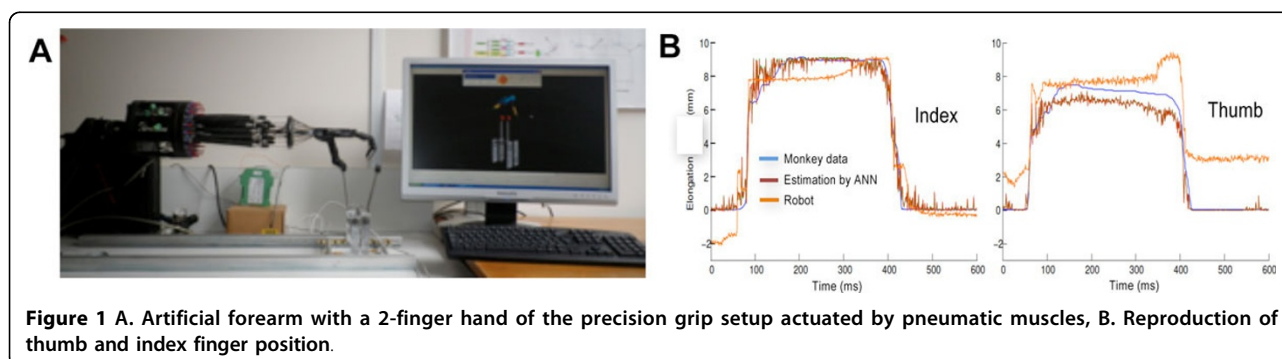 A
B
10
8
6
4
2
0
−2
Elongation (mm)
0 100 200 300 400 500 600
Time (ms)
Index
Monkey data
Estimation by ANN
Robot
10
8
6
4
2
0
−2
0 100 200 300 400 500 600
Time (ms)
Thumb
PHILIPS
Figure 1 A. Artificial forearm with a 2-finger hand of the precision grip setup actuated by pneumatic muscles, B. Reproduction of
thumb and index finger position.